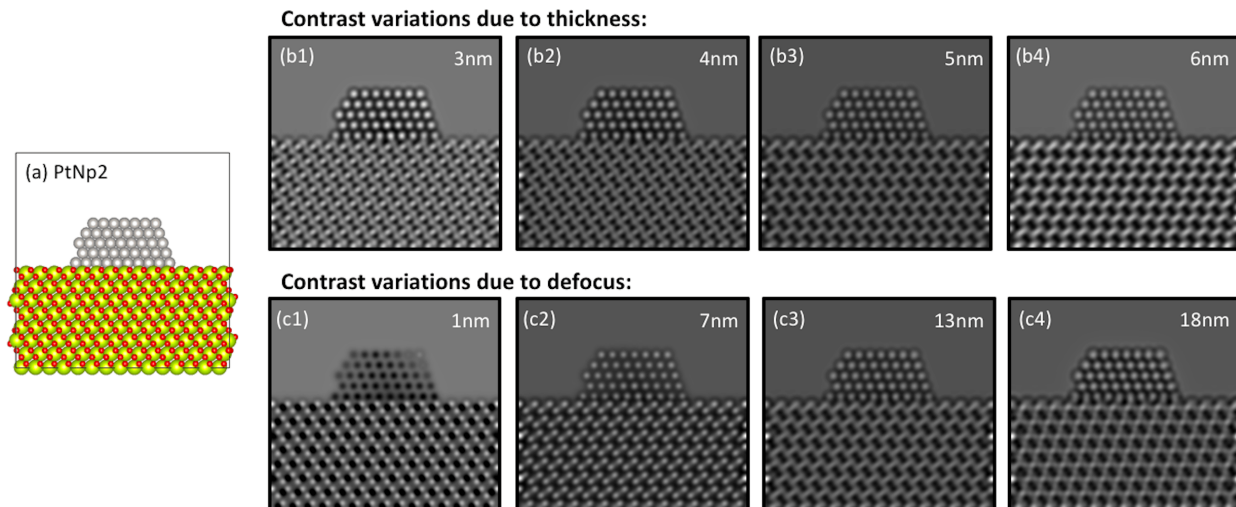 Contrast variations due to thickness:
(b1) 3nm
(b2) 4nm
(b3) 5nm
(b4) 6nm
(a) PtNp2
Contrast variations due to defocus:
(c1) 1nm
(c2) 7nm
(c3) 13nm
(c4) 18nm